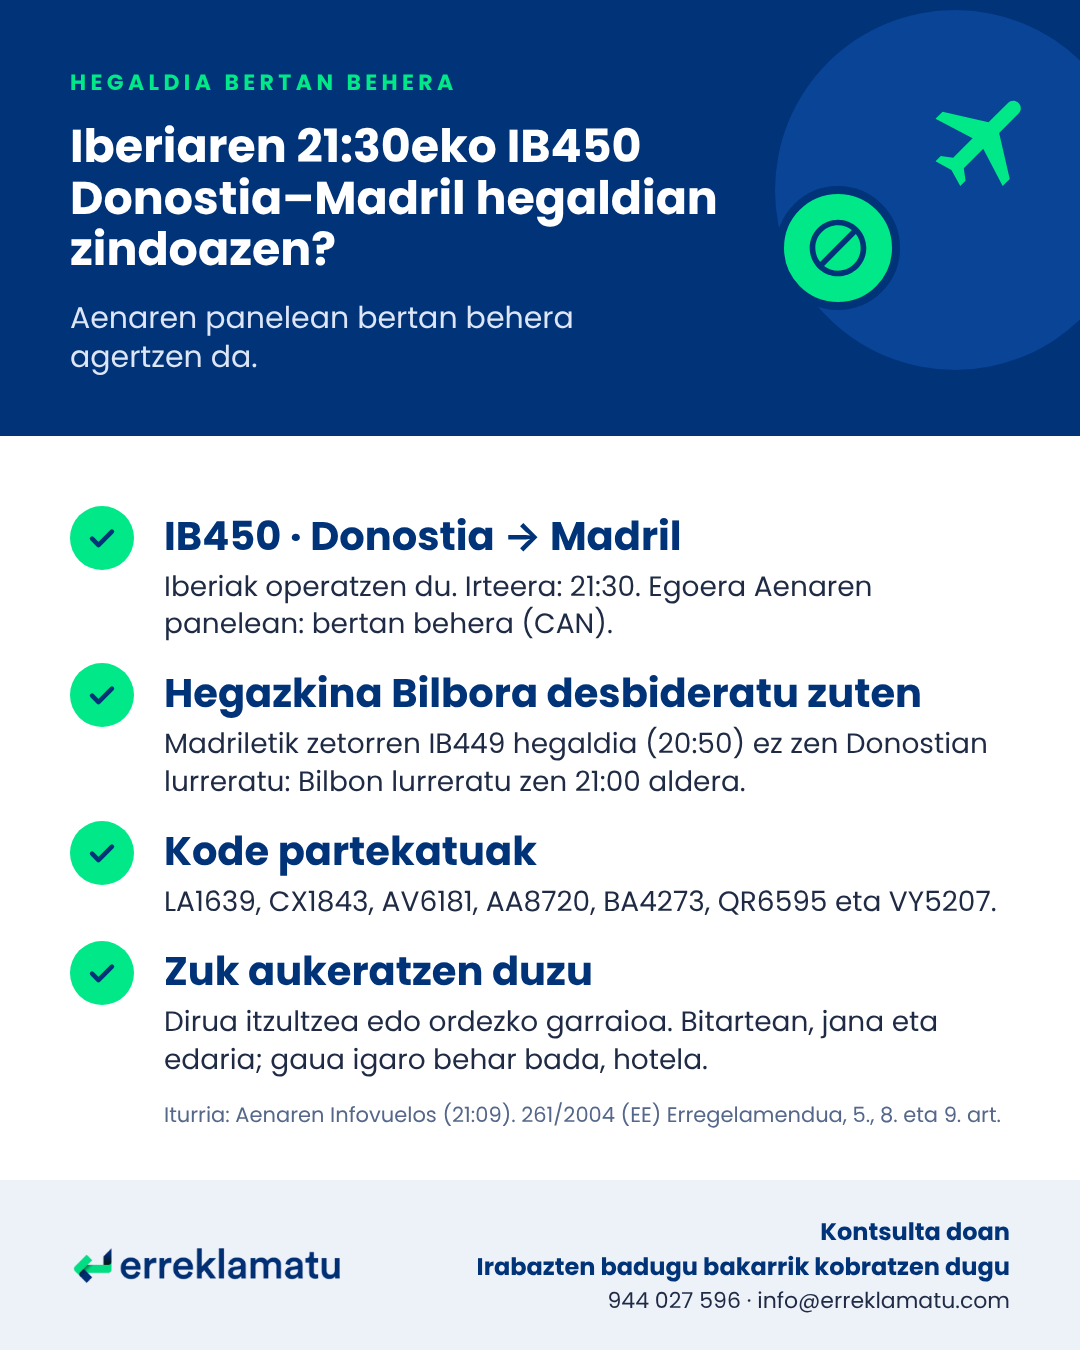 HEGALDIA BERTAN BEHERA
Iberiaren 21:30eko IB450
Donostia–Madril hegaldian
zindoazen?
Aenaren panelean bertan behera
agertzen da.
IB450 · Donostia → Madril
Iberiak operatzen du. Irteera: 21:30. Egoera Aenaren
panelean: bertan behera (CAN).
Hegazkina Bilbora desbideratu zuten
Madriletik zetorren IB449 hegaldia (20:50) ez zen Donostian
lurreratu: Bilbon lurreratu zen 21:00 aldera.
Kode partekatuak
LA1639, CX1843, AV6181, AA8720, BA4273, QR6595 eta VY5207.
Zuk aukeratzen duzu
Dirua itzultzea edo ordezko garraioa. Bitartean, jana eta
edaria; gaua igaro behar bada, hotela.
Iturria: Aenaren Infovuelos (21:09). 261/2004 (EE) Erregelamendua, 5., 8. eta 9. art.
erreklamatu
Kontsulta doan
Irabazten badugu bakarrik kobratzen dugu
944 027 596 · info@erreklamatu.com